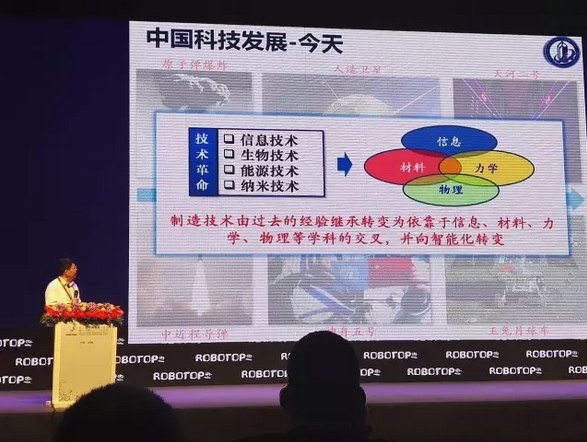 中国科技发展-今天
原子弹爆炸
人造卫星
天河一号
技术革命
信息技术
生物技术
能源技术
纳米技术
信息
材料
力学
物理
制造技术由过去的经验继承转变为依靠于信息、材料、力
学、物理等学科的交叉，并向智能化转变
中近程导弹
神舟五号
玉兔月球车
ROBOTOP ROBOTOP ROBOTOP ROBOTOP ROBOTOP
ROBOTOP ROBOTOP ROBOTOP ROBOTOP